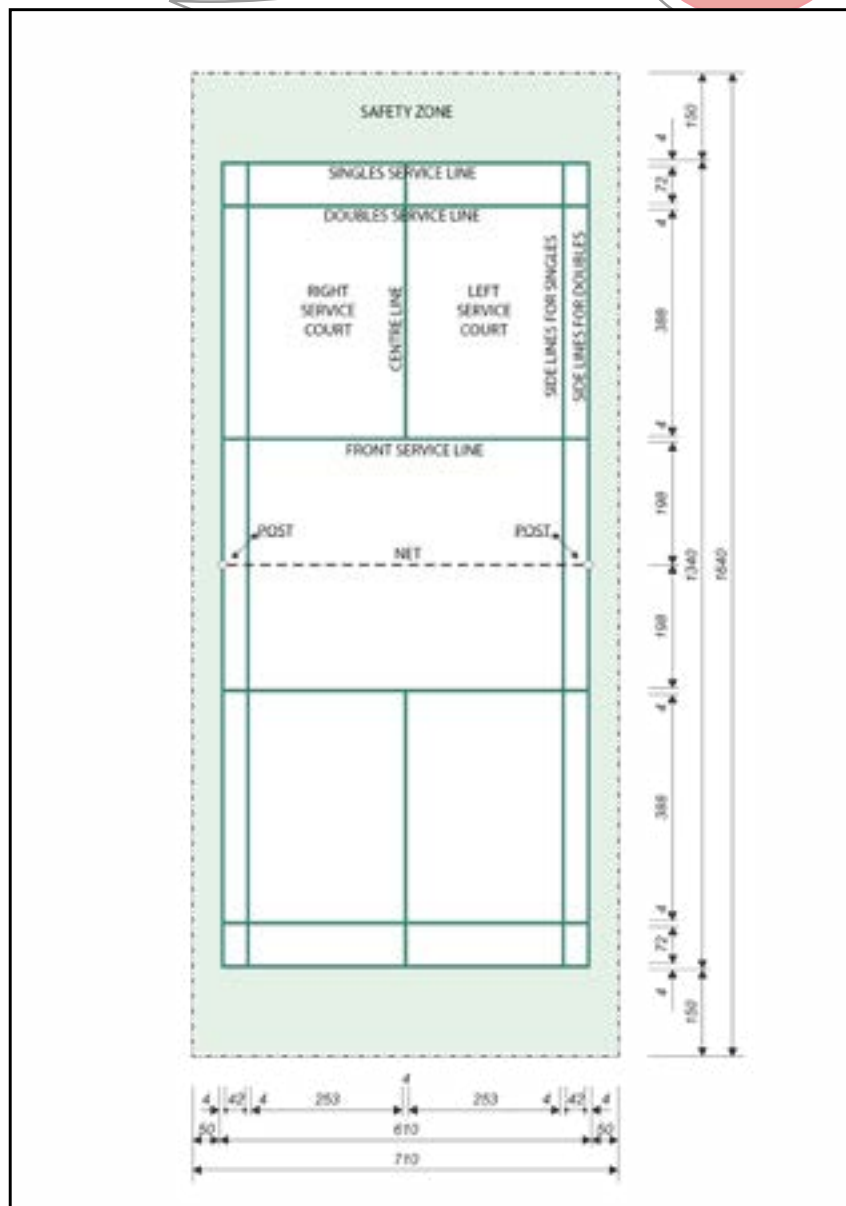 SAFETY ZONE
SINGLES SERVICE LINE
DOUBLES SERVICE LINE
RIGHT
SERVICE
COURT
CENTRE LINE
LEFT
SERVICE
COURT
SIDE LINES FOR SINGLES
SIDE LINES FOR DOUBLES
FRONT SERVICE LINE
POST
POST
NET
150
4
72
4
388
4
198
1340
1640
198
4
388
4
72
4
150
4
4 42 4 253 253 4 42 4
50 610 50
710